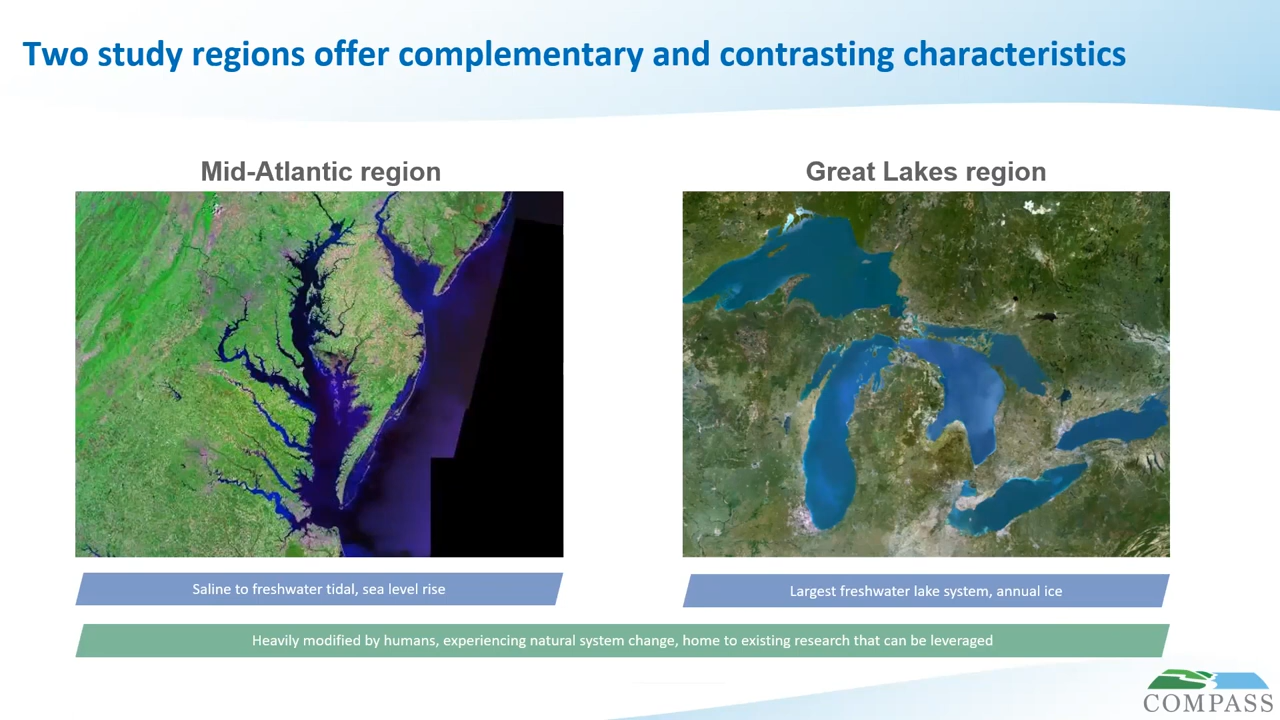 Two study regions offer complementary and contrasting characteristics
Mid-Atlantic region
Great Lakes region
Saline to freshwater tidal, sea level rise
Largest freshwater lake system, annual ice
Heavily modified by humans, experiencing natural system change, home to existing research that can be leveraged
COMPASS